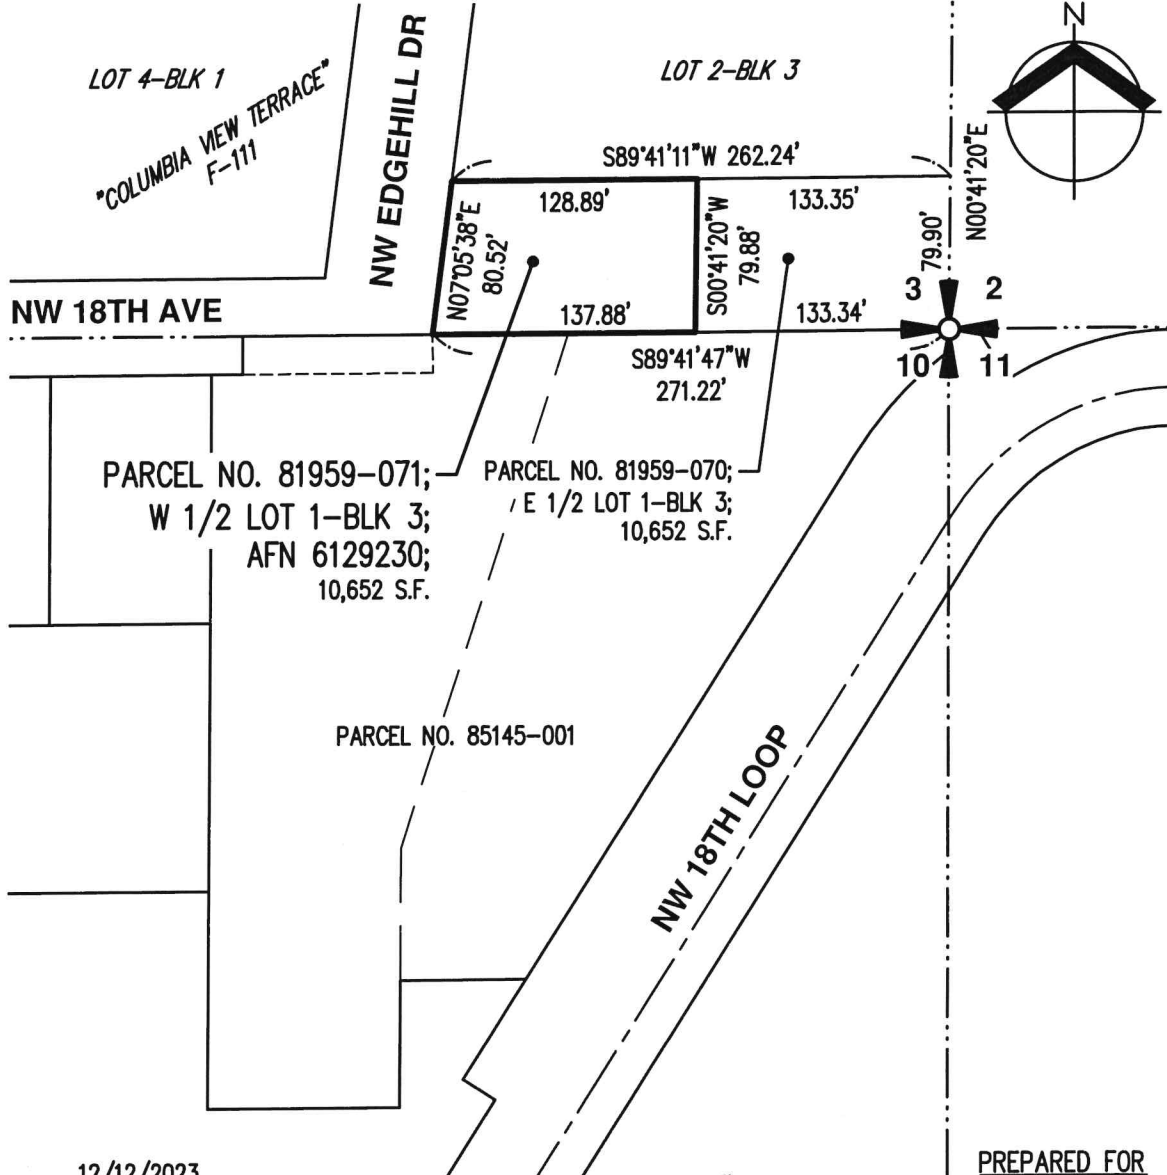 N
LOT 4-BLK 1
"COLUMBIA VIEW TERRACE"
F-111
NW EDGEHILL DR
LOT 2-BLK 3
S89°41'11"W 262.24'
128.89'
133.35'
N00°41'20"E
79.90'
N07°05'38"E
80.52'
S00°41'20"W
79.88'
137.88'
133.34'
3 2
10 11
NW 18TH AVE
S89°41'47"W
271.22'
PARCEL NO. 81959-071;
W 1/2 LOT 1-BLK 3;
AFN 6129230;
10,652 S.F.
PARCEL NO. 81959-070;
E 1/2 LOT 1-BLK 3;
10,652 S.F.
PARCEL NO. 85145-001
NW 18TH LOOP
12/12/2023
PREPARED FOR